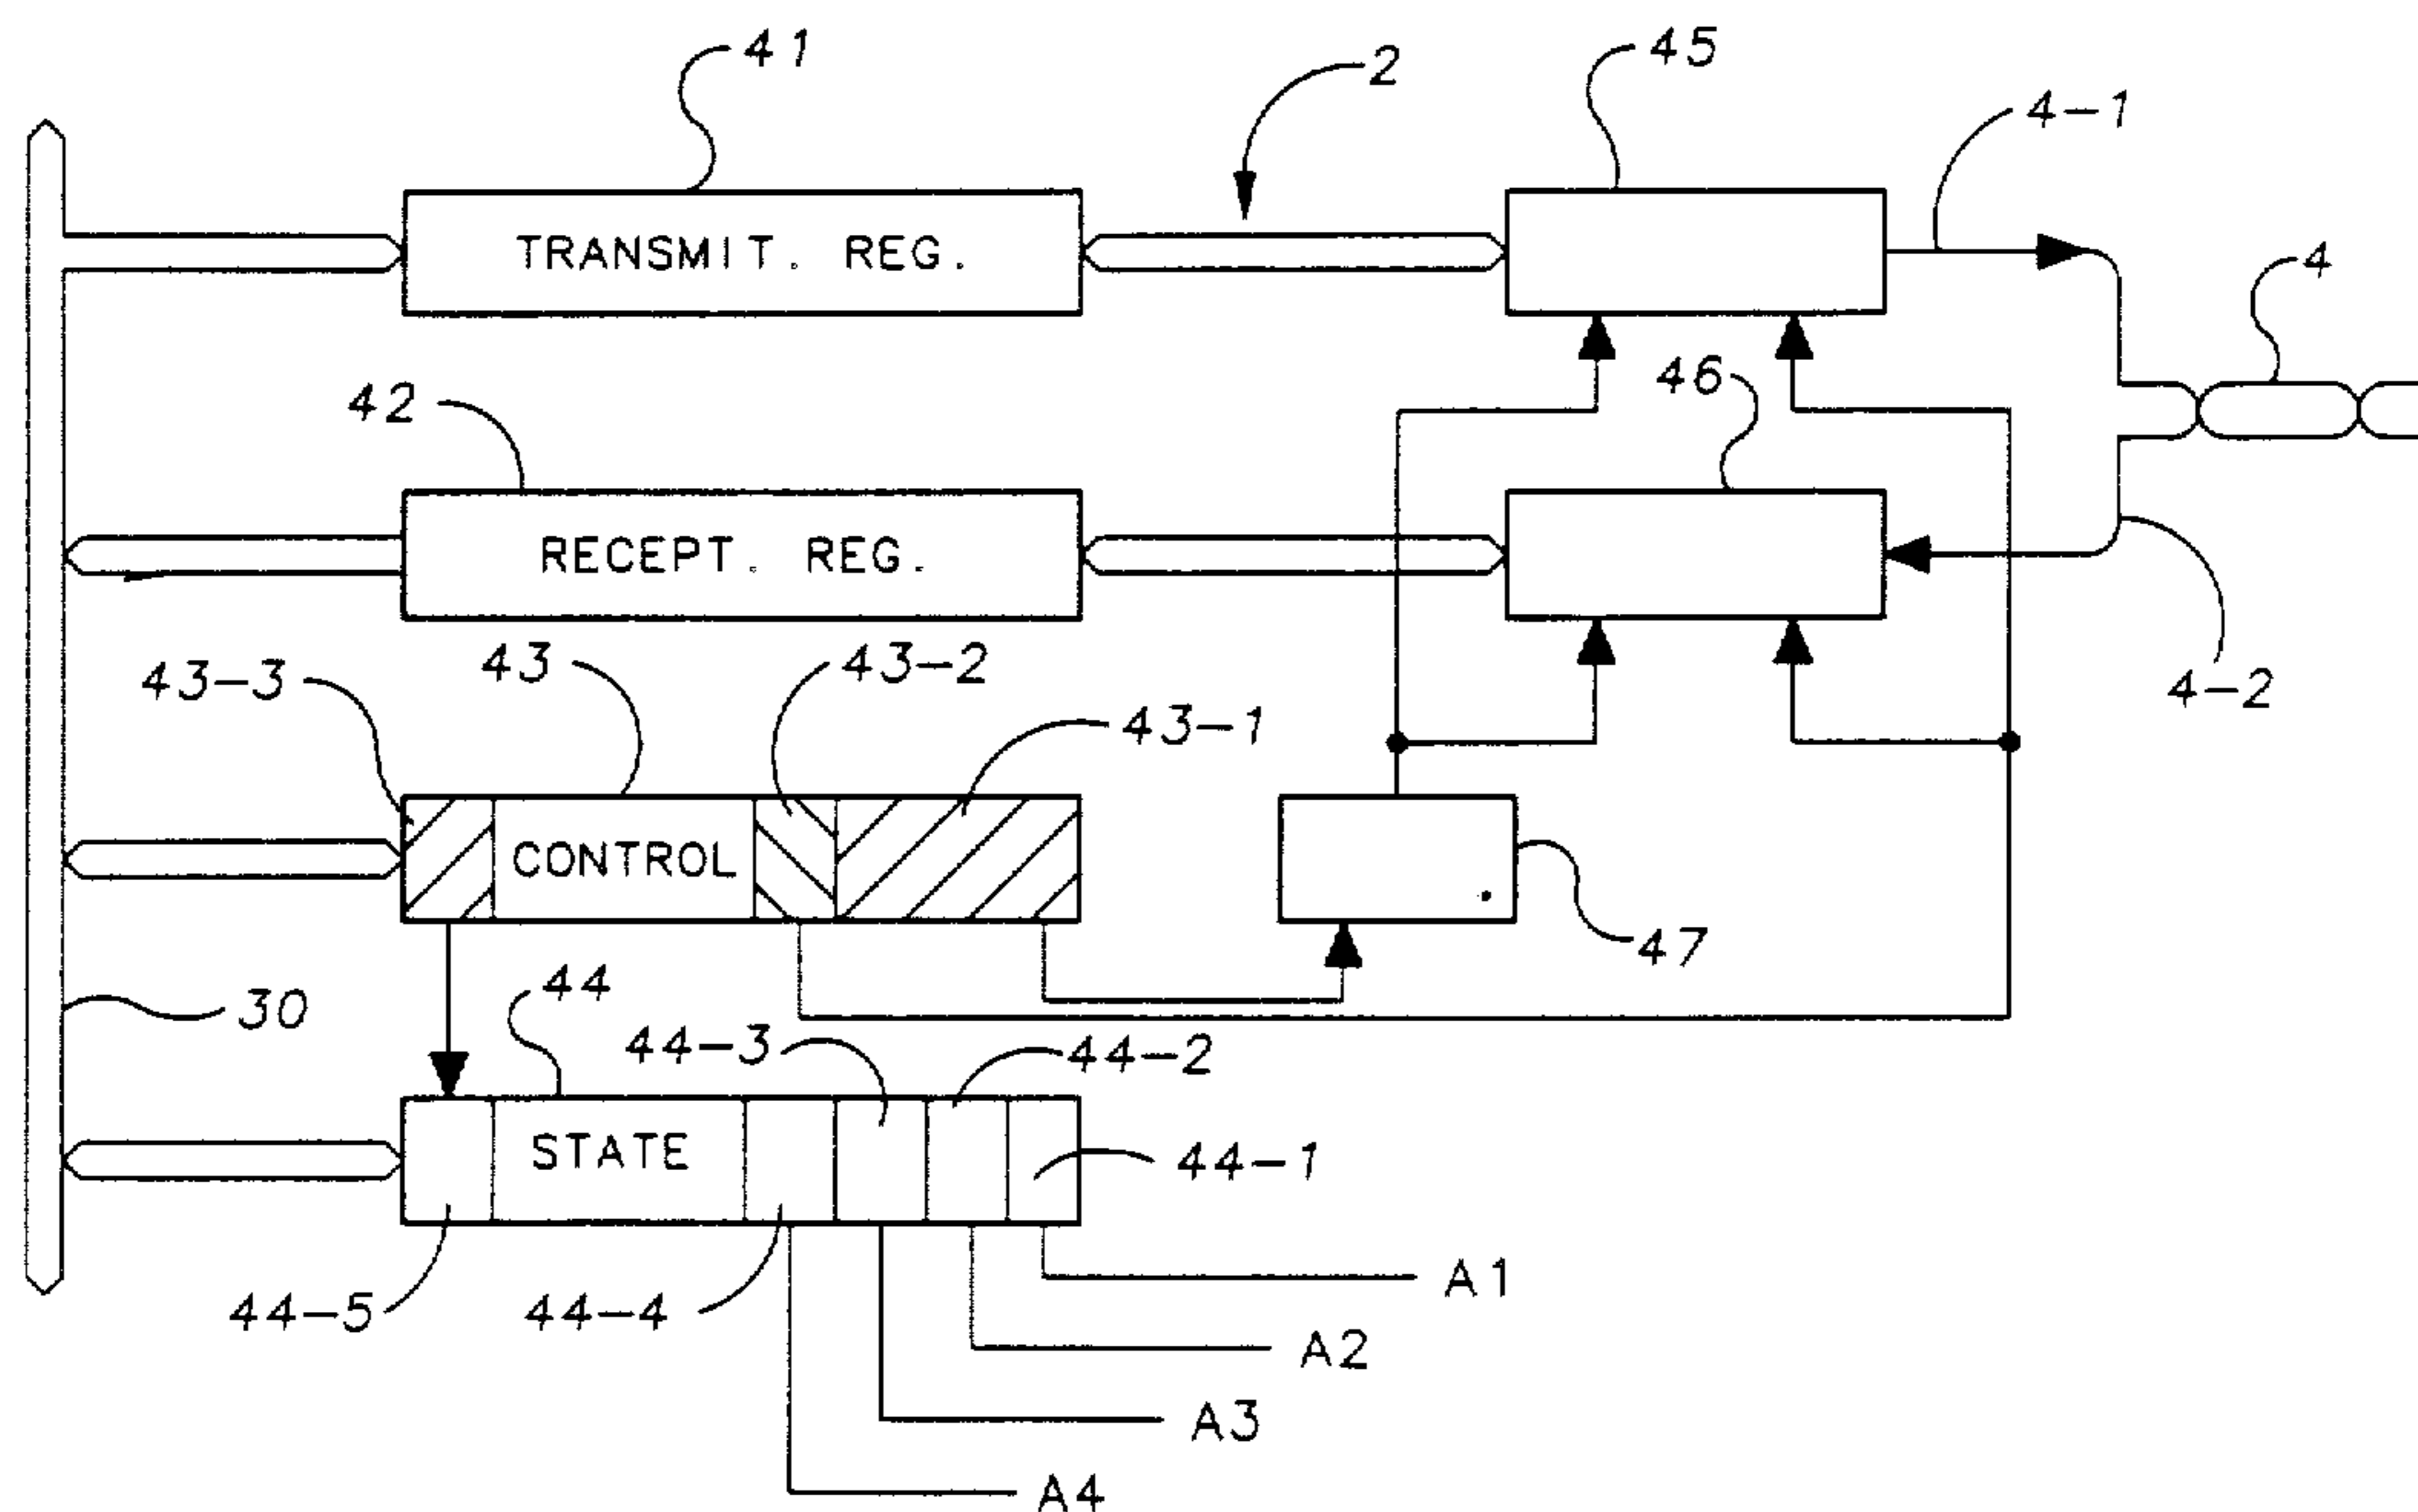 41
2
45
4-1
TRANSMIT. REG.
4
46
42
RECEPT. REG.
43-3
43
43-2
4-2
43-1
CONTROL
47
44
30
44-3
44-2
STATE
44-1
44-5
44-4
A1
A2
A3
A4